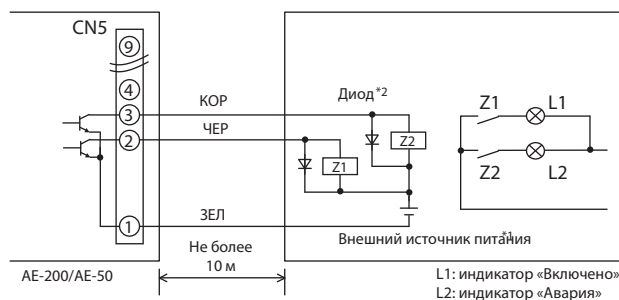 CN5
9
4
3
2
1
КОР
ЧЕР
ЗЕЛ
Диод*2
Z2
Z1
Z1
L1
Z2
L2
Внешний источник питания*1
Не более
10 м
AE-200/AE-50
L1: индикатор «Включено»
L2: индикатор «Авария»